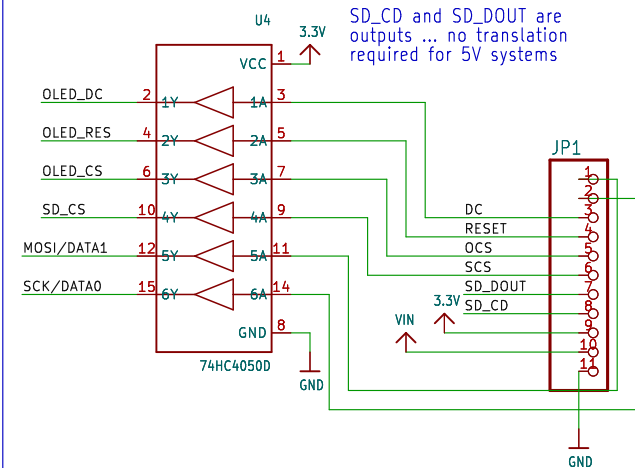 SD_CD and SD_DOUT are
outputs ... no translation
required for 5V systems
U4
3.3V
VCC 1
OLED_DC 2 1Y 1A 3
OLED_RES 4 2Y 2A 5
OLED_CS 6 3Y 3A 7
SD_CS 10 4Y 4A 9
MOSI/DATA1 12 5Y 5A 11
SCK/DATA0 15 6Y 6A 14
GND 8
74HC4050D
GND
JP1
1
2
DC 3
RESET 4
OCS 5
SCS 6
SD_DOUT 7
SD_CD 8
3.3V 9
VIN 10
11
GND